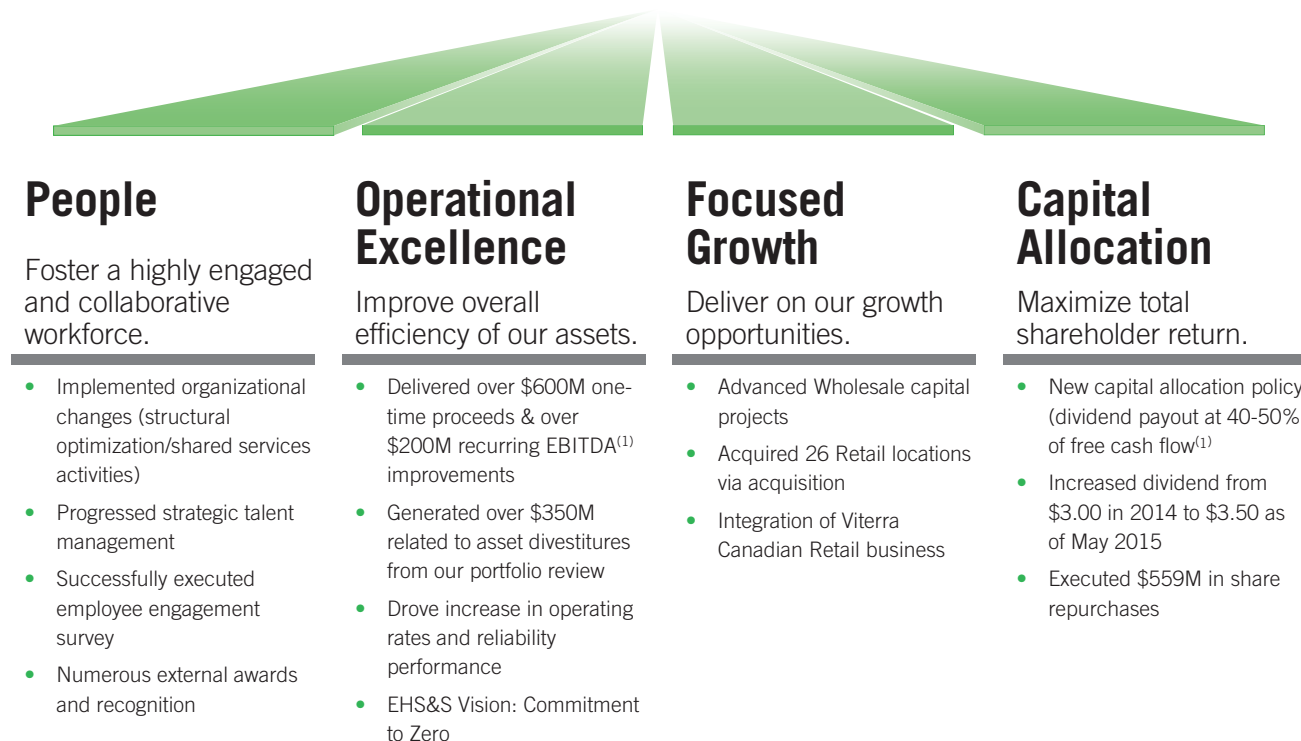 People
Foster a highly engaged
and collaborative
workforce.
• Implemented organizational
changes (structural
optimization/shared services
activities)
• Progressed strategic talent
management
• Successfully executed
employee engagement
survey
• Numerous external awards
and recognition
Operational
Excellence
Improve overall
efficiency of our assets.
• Delivered over $600M one-
time proceeds & over
$200M recurring EBITDA(1)
improvements
• Generated over $350M
related to asset divestitures
from our portfolio review
• Drove increase in operating
rates and reliability
performance
• EHS&S Vision: Commitment
to Zero
Focused
Growth
Deliver on our growth
opportunities.
• Advanced Wholesale capital
projects
• Acquired 26 Retail locations
via acquisition
• Integration of Viterra
Canadian Retail business
Capital
Allocation
Maximize total
shareholder return.
• New capital allocation policy
(dividend payout at 40-50%
of free cash flow(1)
• Increased dividend from
$3.00 in 2014 to $3.50 as
of May 2015
• Executed $559M in share
repurchases